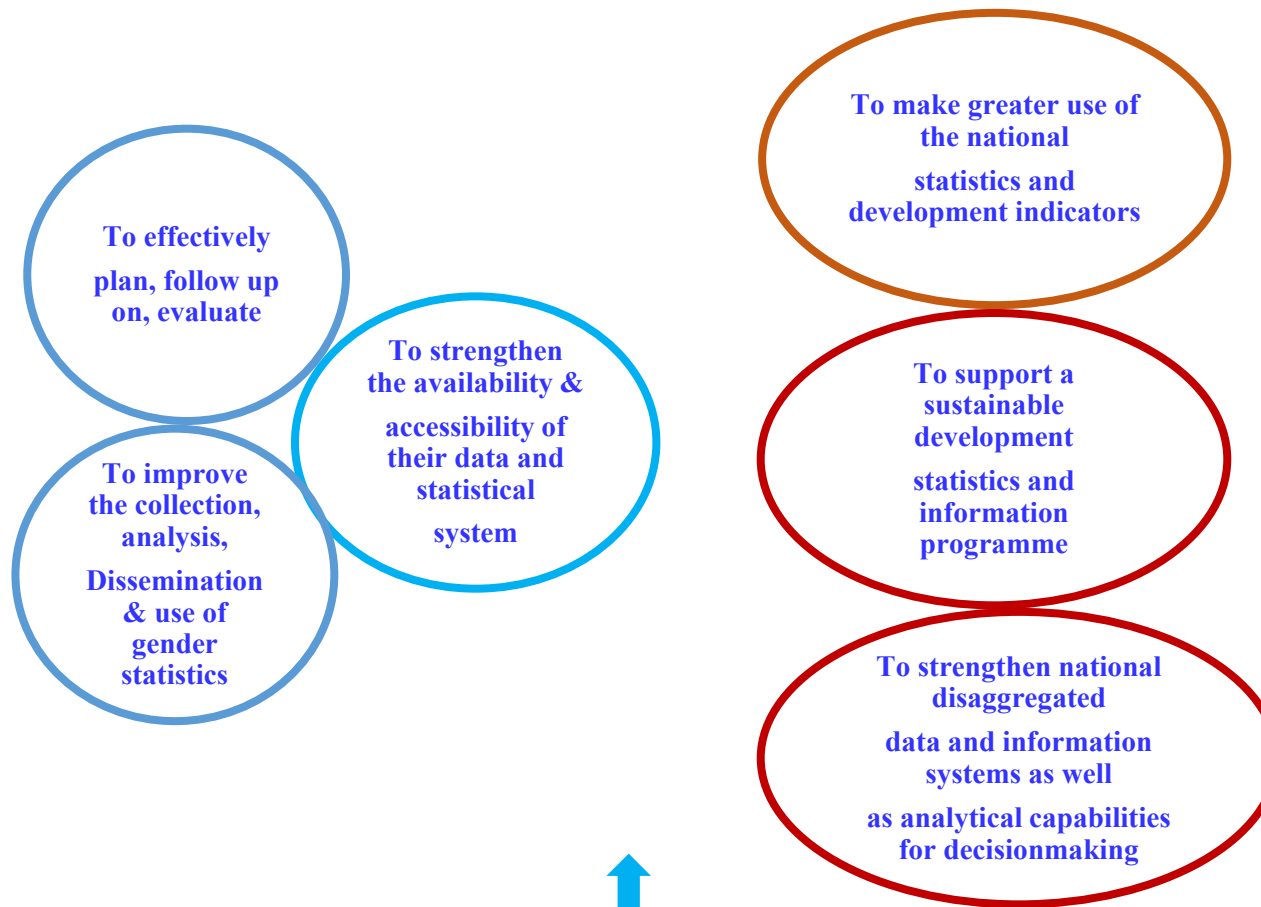 To effectively
plan, follow up
on, evaluate
To improve
the collection,
analysis,
Dissemination
& use of
gender
statistics
To strengthen
the availability &
accessibility of
their data and
statistical
system
To make greater use of
the national
statistics and
development indicators
To support a
sustainable
development
statistics and
information
programme
To strengthen national
disaggregated
data and information
systems as well
as analytical capabilities
for decisionmaking